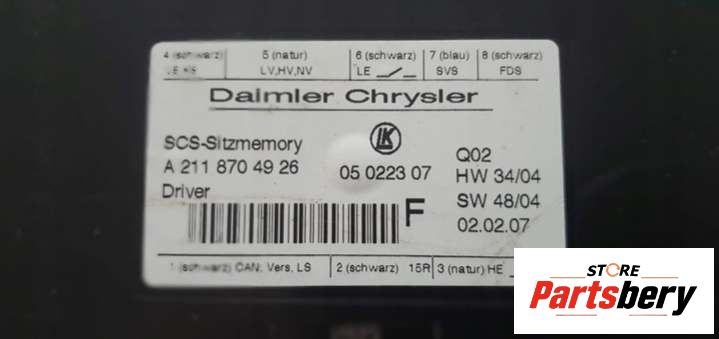 4 (schwarz) 5 (natur) 6 (schwarz) 7 (blau) 8 (schwarz)
LV,HV,NV LE SVS FDS
Daimler Chrysler
SCS-Sitzmemory
A 211 870 49 26
Driver
LK
05 0223 07
F
Q02
HW 34/04
SW 48/04
02.02.07
1 (schwarz) CAN, Vers, LS 2 (schwarz) 15R 3 (natur) HE
STORE
Partsbery